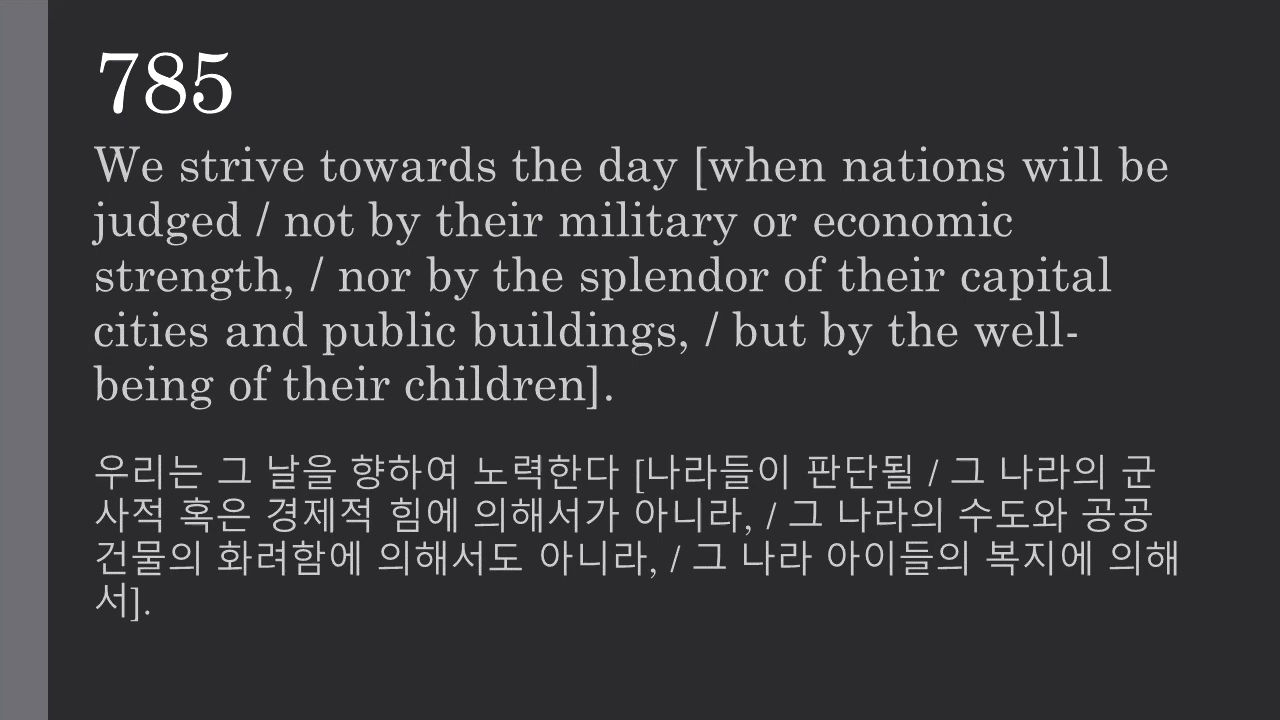 785
We strive towards the day [when nations will be
judged / not by their military or economic
strength, / nor by the splendor of their capital
cities and public buildings, / but by the well-
being of their children].
우리는 그 날을 향하여 노력한다 [나라들이 판단될 / 그 나라의 군
사적 혹은 경제적 힘에 의해서가 아니라, / 그 나라의 수도와 공공
건물의 화려함에 의해서도 아니라, / 그 나라 아이들의 복지에 의해
서].